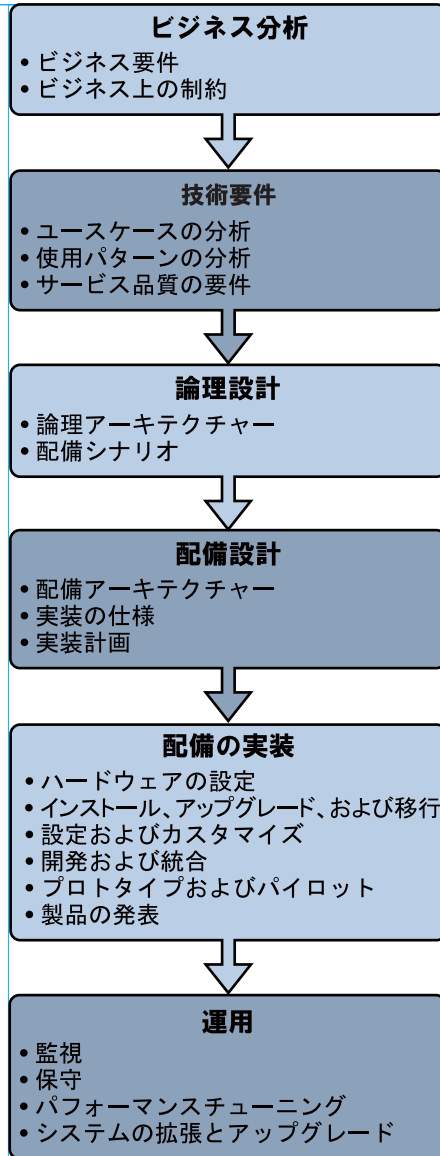 ビジネス分析
• ビジネス要件
• ビジネス上の制約
技術要件
• ユースケースの分析
• 使用パターンの分析
• サービス品質の要件
論理設計
• 論理アーキテクチャー
• 配備シナリオ
配備設計
• 配備アーキテクチャー
• 実装の仕様
• 実装計画
配備の実装
• ハードウェアの設定
• インストール、アップグレード、および移行
• 設定およびカスタマイズ
• 開発および統合
• プロトタイプおよびパイロット
• 製品の発表
運用
• 監視
• 保守
• パフォーマンスチューニング
• システムの拡張とアップグレード